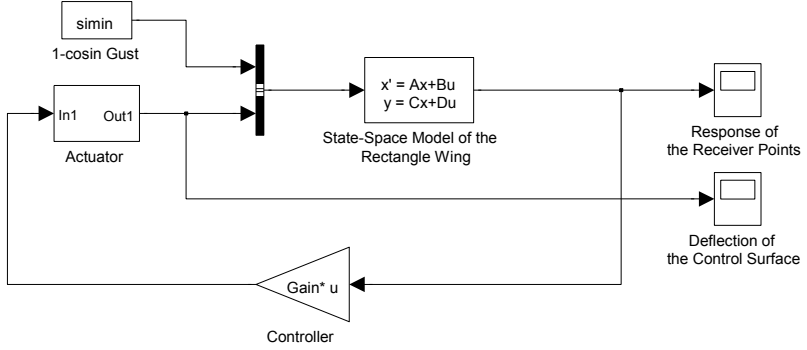 simin
1-cosin Gust
In1
Out1
Actuator
x' = Ax+Bu
y = Cx+Du
State-Space Model of the
Rectangle Wing
Response of
the Receiver Points
Deflection of
the Control Surface
Gain* u
Controller